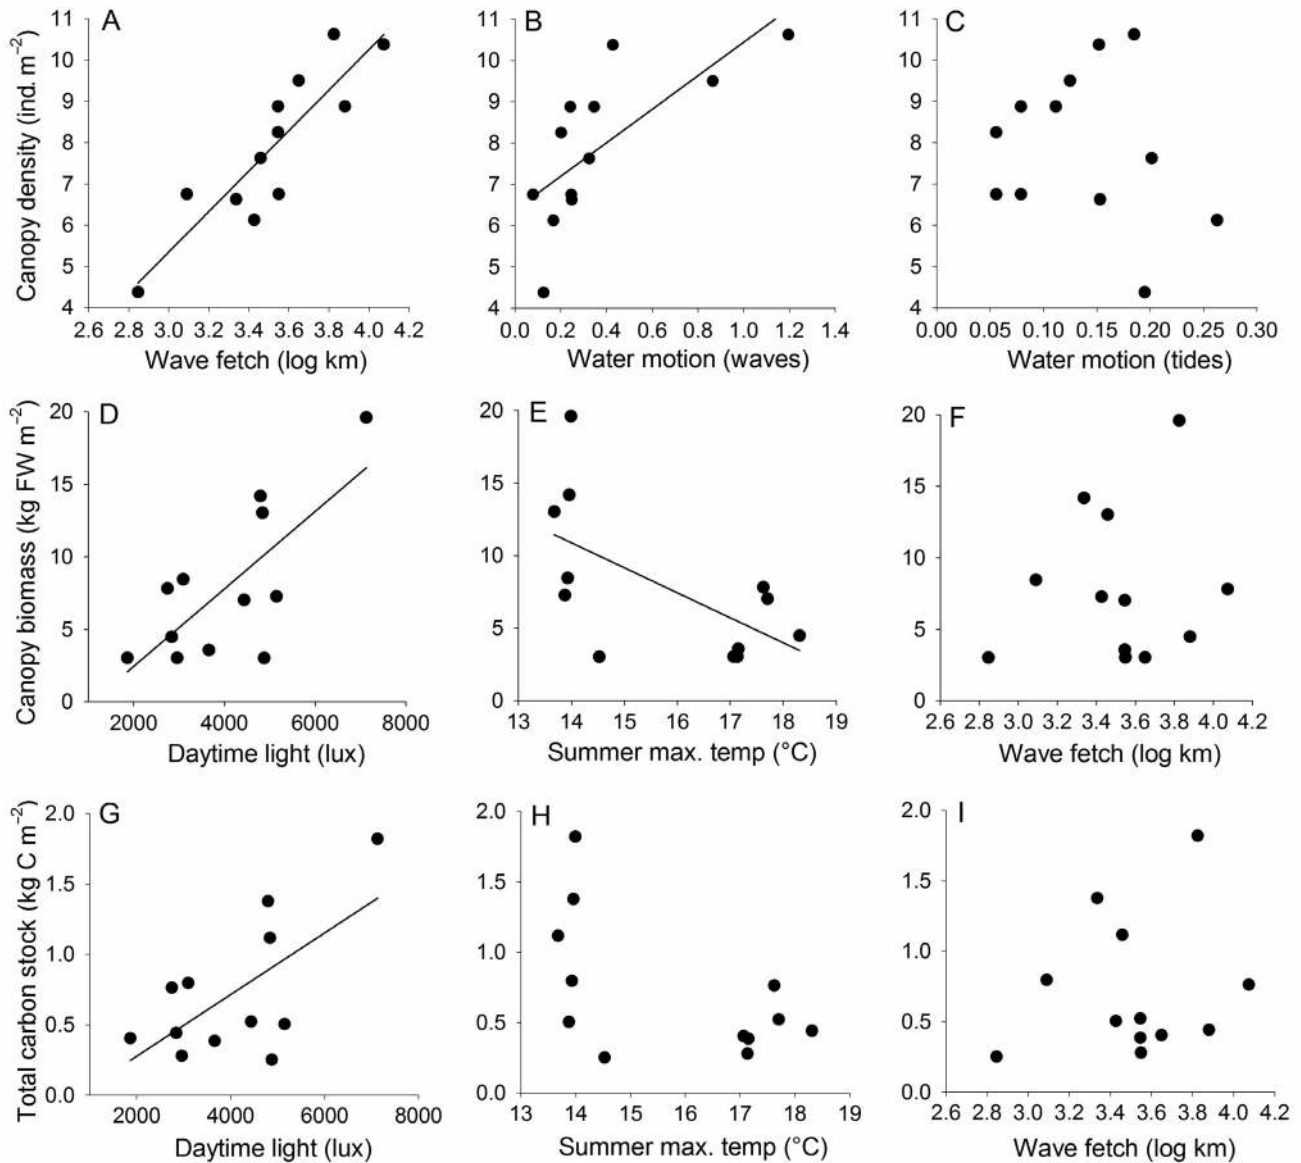 A
Canopy density (ind. m⁻²)
11
10
9
8
7
6
5
4
2.6 2.8 3.0 3.2 3.4 3.6 3.8 4.0 4.2
Wave fetch (log km)
B
11
10
9
8
7
6
5
4
0.0 0.2 0.4 0.6 0.8 1.0 1.2 1.4
Water motion (waves)
C
11
10
9
8
7
6
5
4
0.00 0.05 0.10 0.15 0.20 0.25 0.30
Water motion (tides)
D
Canopy biomass (kg FW m⁻²)
20
15
10
5
0
2000 4000 6000 8000
Daytime light (lux)
E
20
15
10
5
0
13 14 15 16 17 18 19
Summer max. temp (°C)
F
20
15
10
5
0
2.6 2.8 3.0 3.2 3.4 3.6 3.8 4.0 4.2
Wave fetch (log km)
G
Total carbon stock (kg C m⁻²)
2.0
1.5
1.0
0.5
0.0
2000 4000 6000 8000
Daytime light (lux)
H
2.0
1.5
1.0
0.5
0.0
13 14 15 16 17 18 19
Summer max. temp (°C)
I
2.0
1.5
1.0
0.5
0.0
2.6 2.8 3.0 3.2 3.4 3.6 3.8 4.0 4.2
Wave fetch (log km)